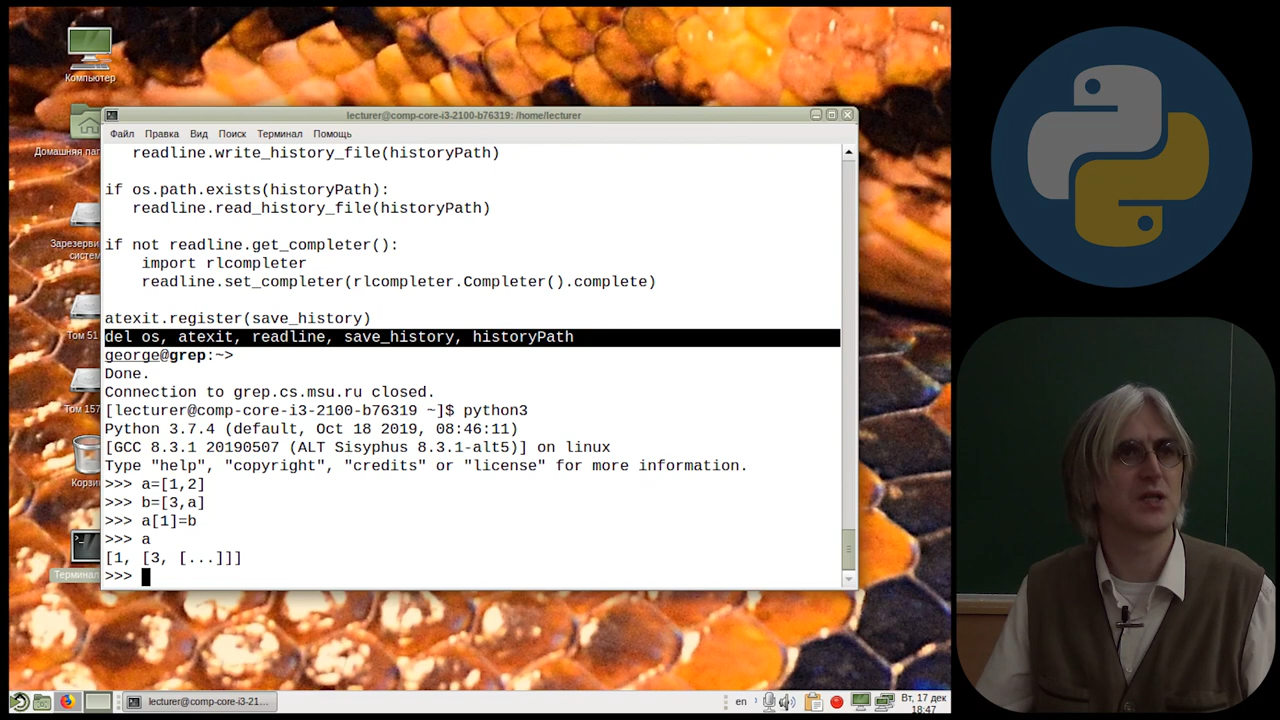 Компьютер
lecturer@comp-core-i3-2100-b76319: /home/lecturer
Файл Правка Вид Поиск Терминал Помощь
Домашняя пап
Зарезерви
систем
Том 51
Том 157
Корзи
Терминал
readline.write_history_file(historyPath)
if os.path.exists(historyPath):
readline.read_history_file(historyPath)
if not readline.get_completer():
import rlcompleter
readline.set_completer(rlcompleter.Completer().complete)
atexit.register(save_history)
del os, atexit, readline, save_history, historyPath
george@grep:~>
Done.
Connection to grep.cs.msu.ru closed.
[lecturer@comp-core-i3-2100-b76319 ~]$ python3
Python 3.7.4 (default, Oct 18 2019, 08:46:11)
[GCC 8.3.1 20190507 (ALT Sisyphus 8.3.1-alt5)] on linux
Type "help", "copyright", "credits" or "license" for more information.
>>> a=[1,2]
>>> b=[3,a]
>>> a[1]=b
>>> a
[1, [3, [...]]]
>>>
lecturer@comp-core-i3-21...
en
Вт, 17 дек
18:47